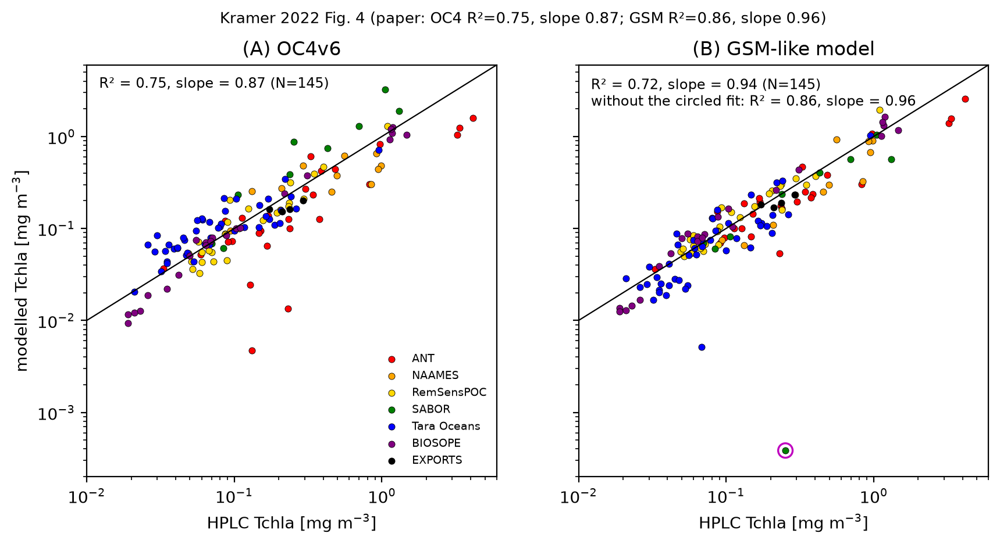 Kramer 2022 Fig. 4 (paper: OC4 R²=0.75, slope 0.87; GSM R²=0.86, slope 0.96)
(A) OC4v6
R² = 0.75, slope = 0.87 (N=145)
modelled Tchla [mg m⁻³]
10⁰
10⁻¹
10⁻²
10⁻³
ANT
NAAMES
RemSensPOC
SABOR
Tara Oceans
BIOSOPE
EXPORTS
10⁻² 10⁻¹ 10⁰
HPLC Tchla [mg m⁻³]
(B) GSM-like model
R² = 0.72, slope = 0.94 (N=145)
without the circled fit: R² = 0.86, slope = 0.96
10⁻² 10⁻¹ 10⁰
HPLC Tchla [mg m⁻³]